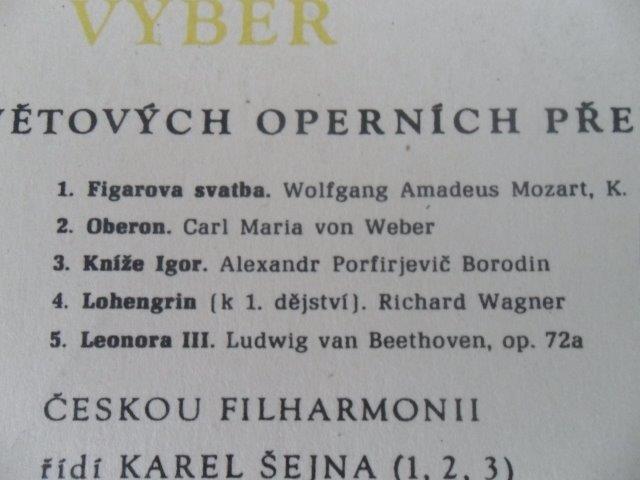 VÝBĚR
SVĚTOVÝCH OPERNÍCH PŘE
1. Figarova svatba. Wolfgang Amadeus Mozart, K.
2. Oberon. Carl Maria von Weber
3. Kníže Igor. Alexandr Porfirjevič Borodin
4. Lohengrin (k 1. dějství). Richard Wagner
5. Leonora III. Ludwig van Beethoven, op. 72a
ČESKOU FILHARMONII
řídí KAREL ŠEJNA (1, 2, 3)